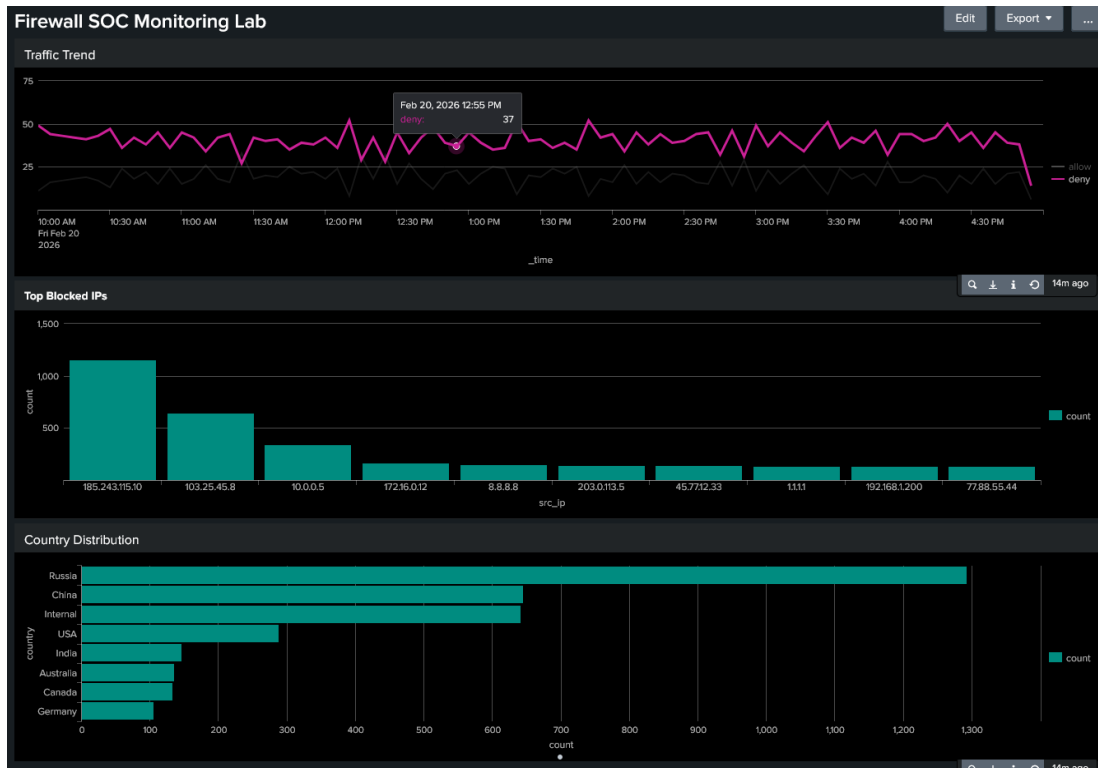 Firewall SOC Monitoring Lab
Edit
Export
...
Traffic Trend
75
50
25
Feb 20, 2026 12:55 PM
deny: 37
allow
deny
10:00 AM 10:30 AM 11:00 AM 11:30 AM 12:00 PM 12:30 PM 1:00 PM 1:30 PM 2:00 PM 2:30 PM 3:00 PM 3:30 PM 4:00 PM 4:30 PM
Fri Feb 20
2026
_time
14m ago
Top Blocked IPs
1,500
1,000
500
count
count
185.243.115.10 103.25.45.8 10.0.0.5 172.16.0.12 8.8.8.8 203.0.113.5 45.77.12.33 1.1.1.1 192.168.1.200 77.88.55.44
src_ip
Country Distribution
country
Russia
China
Internal
USA
India
Australia
Canada
Germany
count
0 100 200 300 400 500 600 700 800 900 1,000 1,100 1,200 1,300
count
14m ago